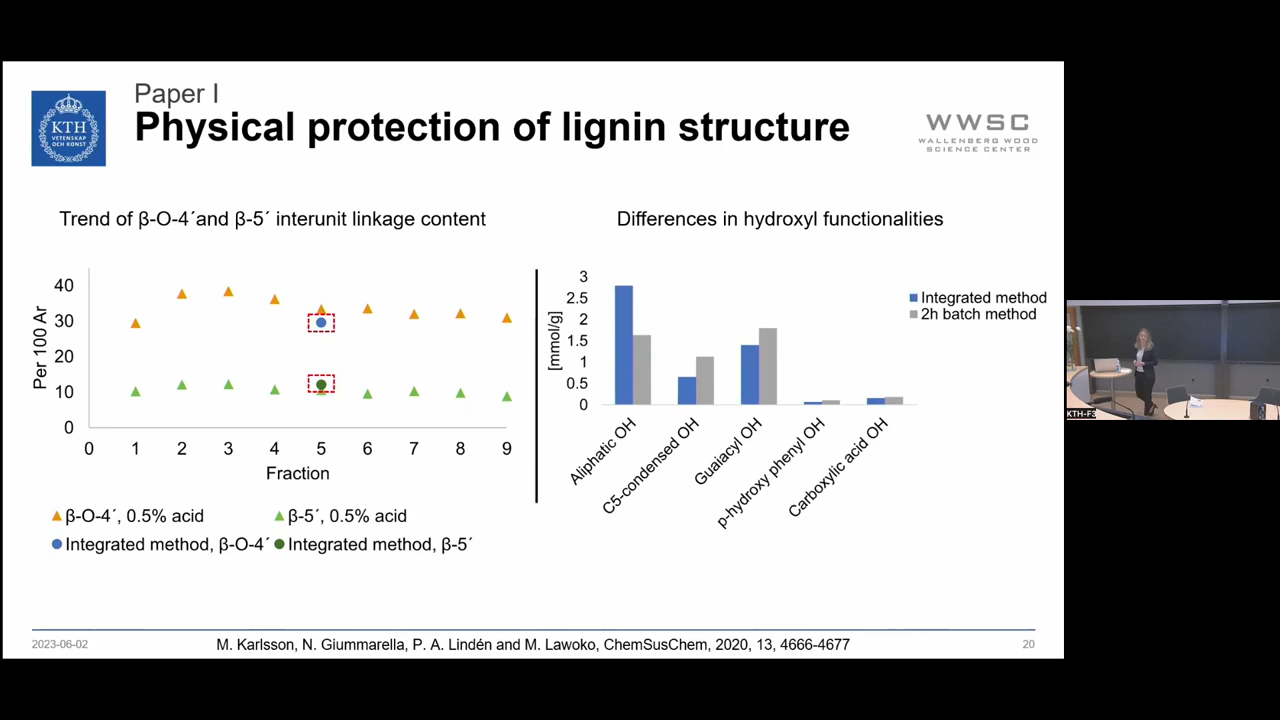 Paper I
Physical protection of lignin structure
KTH
VETENSKAP
OCH KONST
WWSC
WALLENBERG WOOD
SCIENCE CENTER
Trend of β-O-4´and β-5´ interunit linkage content
Per 100 Ar
40
30
20
10
0
0 1 2 3 4 5 6 7 8 9
Fraction
β-O-4´, 0.5% acid
β-5´, 0.5% acid
Integrated method, β-O-4´
Integrated method, β-5´
Differences in hydroxyl functionalities
[mmol/g]
3
2.5
2
1.5
1
0.5
0
Aliphatic OH
C5-condensed OH
Guaiacyl OH
p-hydroxy phenyl OH
Carboxylic acid OH
Integrated method
2h batch method
KTH-F3
2023-06-02
M. Karlsson, N. Giummarella, P. A. Lindén and M. Lawoko, ChemSusChem, 2020, 13, 4666-4677
20